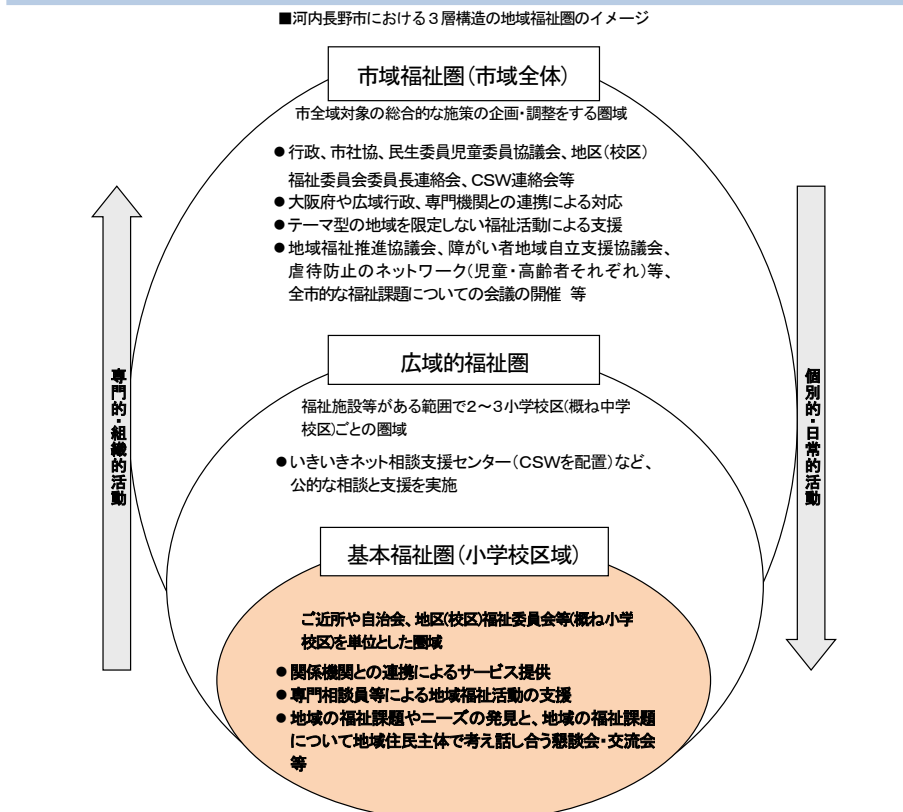 ■河内長野市における３層構造の地域福祉圏のイメージ
市域福祉圏（市域全体）
市全域対象の総合的な施策の企画・調整をする圏域
●行政、市社協、民生委員児童委員協議会、地区（校区）
福祉委員会委員長連絡会、CSW連絡会等
●大阪府や広域行政、専門機関との連携による対応
●テーマ型の地域を限定しない福祉活動による支援
●地域福祉推進協議会、障がい者地域自立支援協議会、
虐待防止のネットワーク（児童・高齢者それぞれ）等、
全市的な福祉課題についての会議の開催 等
専門的・組織的活動
個別的・日常的活動
広域的福祉圏
福祉施設等がある範囲で２～３小学校区（概ね中学
校区）ごとの圏域
●いきいきネット相談支援センター（CSWを配置）など、
公的な相談と支援を実施
基本福祉圏（小学校区域）
ご近所や自治会、地区（校区）福祉委員会等（概ね小学
校区）を単位とした圏域
●関係機関との連携によるサービス提供
●専門相談員等による地域福祉活動の支援
●地域の福祉課題やニーズの発見と、地域の福祉課題
について地域住民主体で考え話し合う懇談会・交流会
等